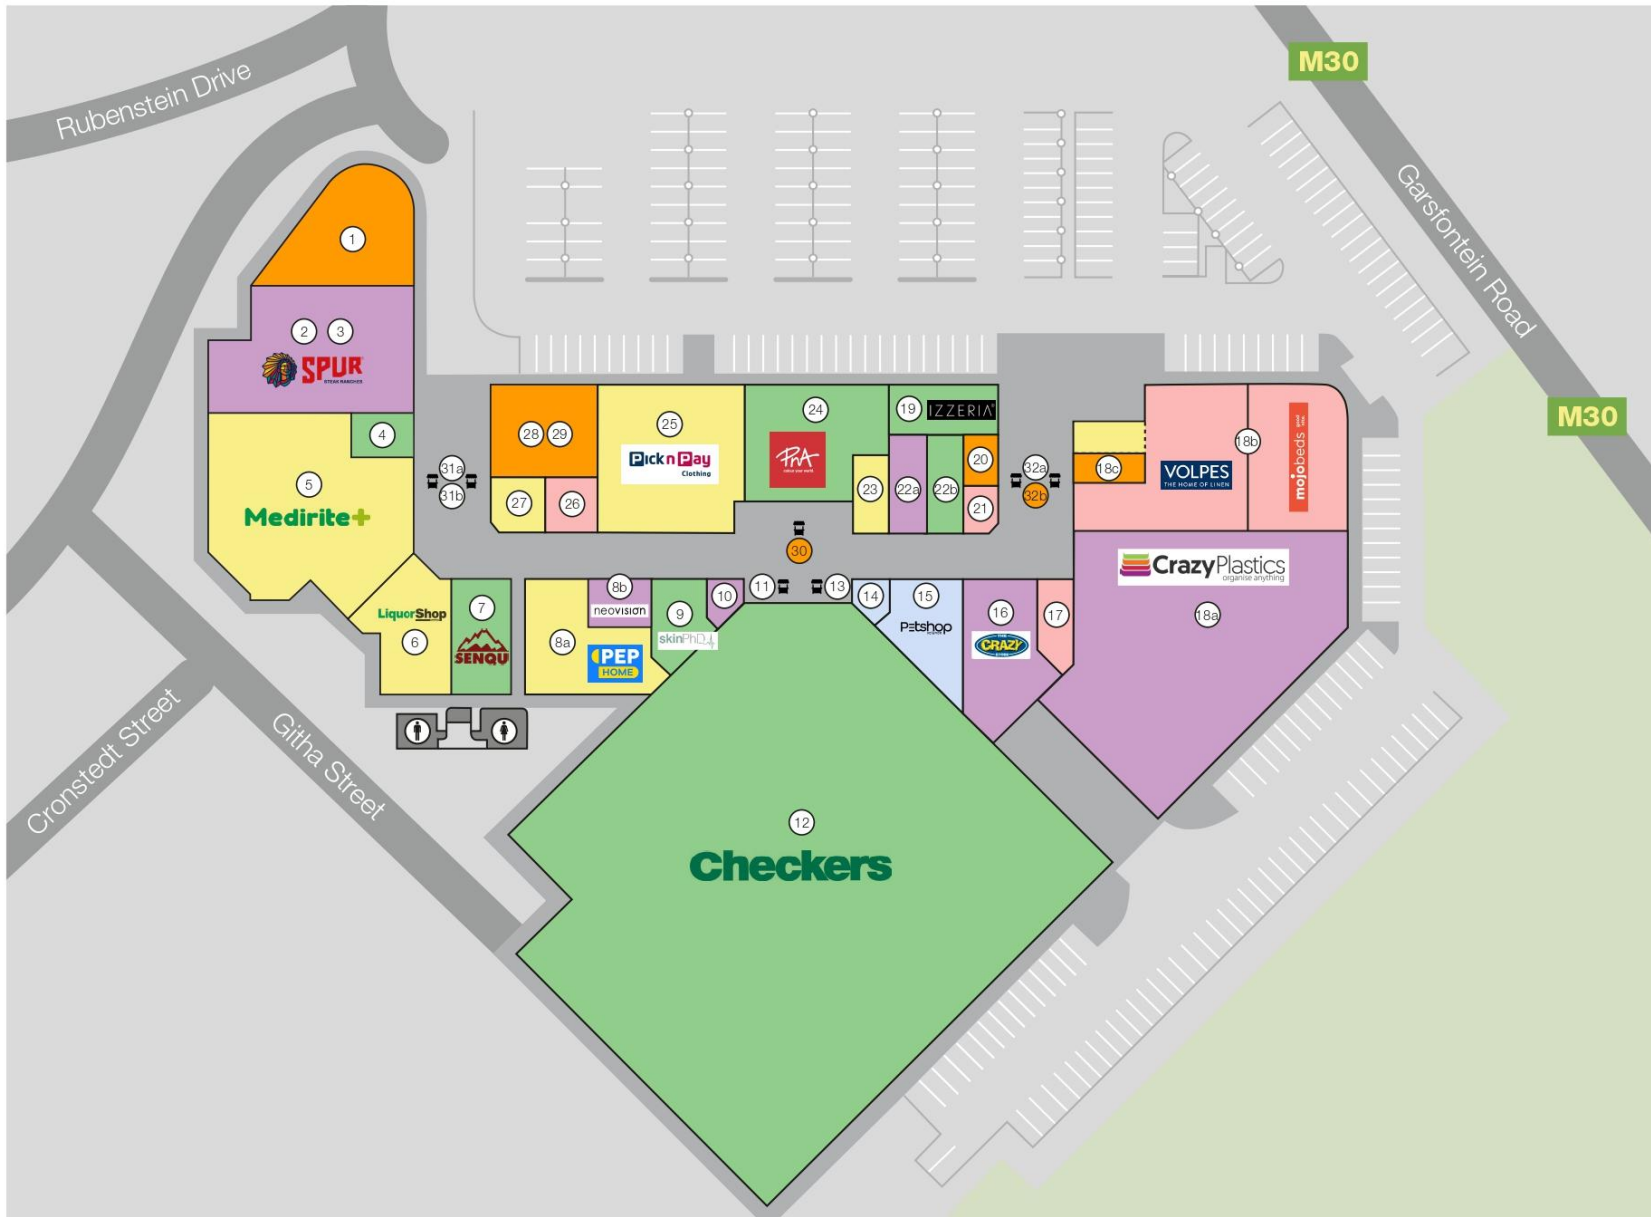 M30
Rubenstein Drive
Garsfontein Road
1
2 3
SPUR
STEAK RANCHES
4
5
Medirite+
31a
31b
28 29
27
26
25
Pick n Pay
Clothing
24
PNA
19 IZZERIA
20
21
22a
22b
23
32a
32b
18c
18b
VOLPES
THE HOME OF LINEN
mojobeds
M30
CrazyPlastics
organise anything
18a
30
11
13
LiquorShop
6
7
SENQU
8a
8b
neovision
PEP
HOME
9
skinPhD
10
14
15
Petshop
16
CRAZY
17
12
Checkers
Cronstedt Street
Githa Street